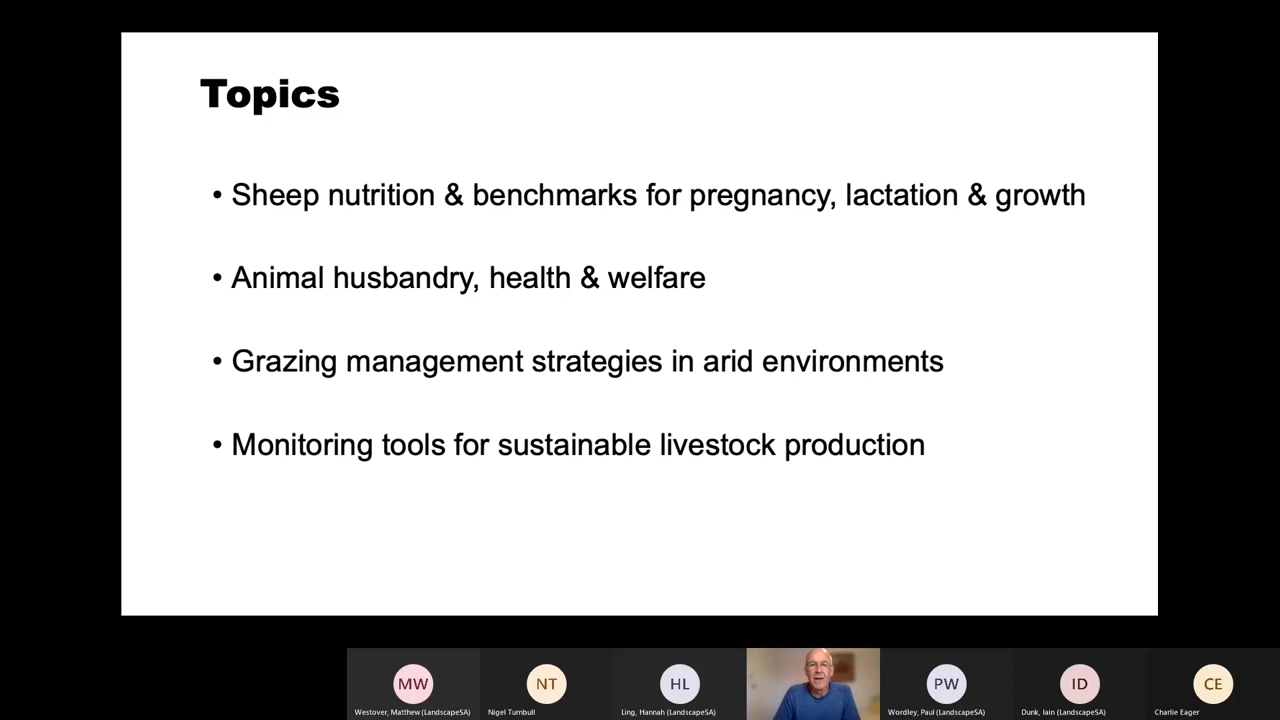 Topics
• Sheep nutrition & benchmarks for pregnancy, lactation & growth
• Animal husbandry, health & welfare
• Grazing management strategies in arid environments
• Monitoring tools for sustainable livestock production
MW
NT
HL
PW
ID
CE
Westover, Matthew (LandscapeSA)
Nigel Turnbull
Ling, Hannah (LandscapeSA)
Wordley, Paul (LandscapeSA)
Dunk, Iain (LandscapeSA)
Charlie Eager